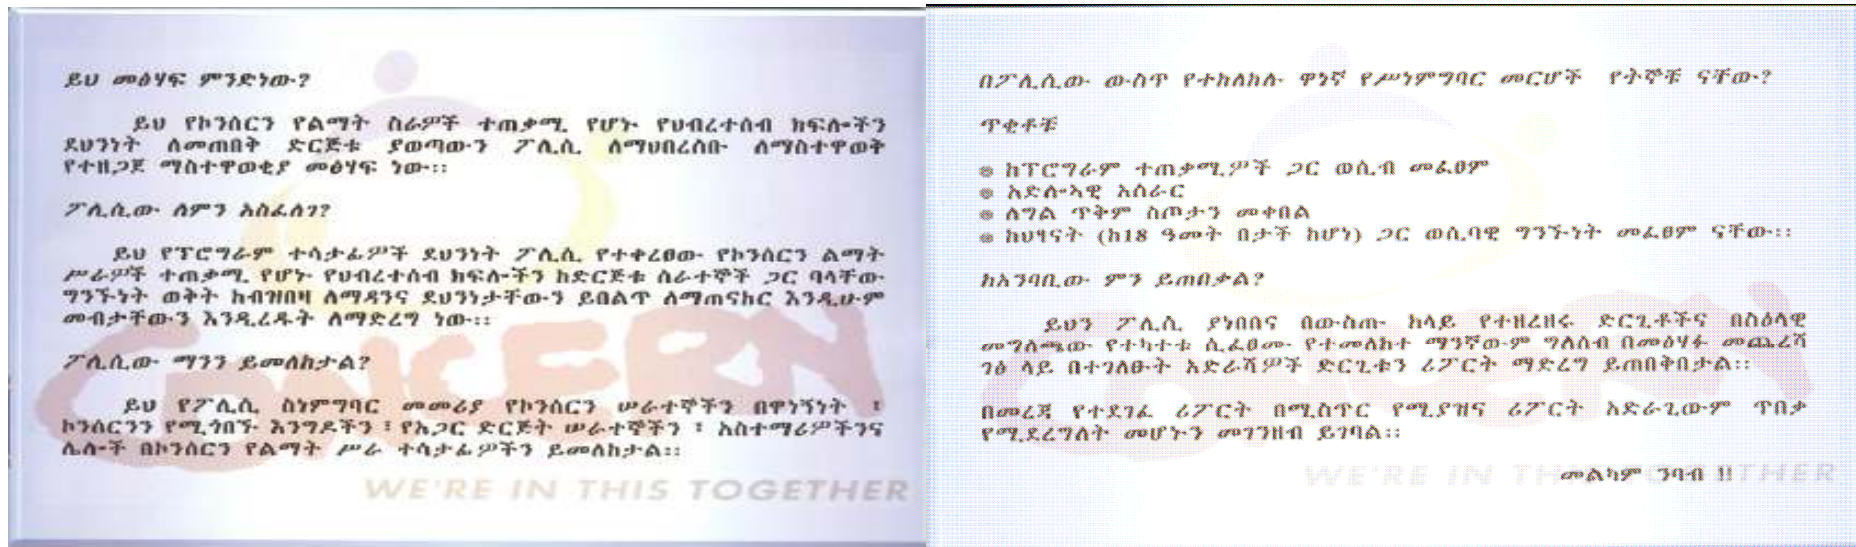 ይህ መፅሃፍ ምንድነው?
ይህ የኮንሰርን የልማት ስራዎች ተጠቃሚ የሆኑ የህብረተሰብ ክፍሎችን
ደህንነት ለመጠበቅ ድርጅቱ ያወጣውን ፖሊሲ ለማህበረሰቡ ለማስተዋወቅ
የተዘጋጀ ማስተዋወቂያ መፅሃፍ ነው።
ፖሊሲው ለምን አስፈለገ?
ይህ የፕሮግራም ተሳታፊዎች ደህንነት ፖሊሲ የተቀረፀው የኮንሰርን ልማት
ሥራዎች ተጠቃሚ የሆኑ የህብረተሰብ ክፍሎችን ከድርጅቱ ሰራተኞች ጋር ባላቸው
ግንኙነት ወቅት ከብዝበዛ ለማዳንና ደህንነታቸውን ይበልጥ ለማጠናከር እንዲሁም
መብታቸውን እንዲረዱት ለማድረግ ነው።
ፖሊሲው ማንን ይመለከታል?
ይህ የፖሊሲ ስነምግባር መመሪያ የኮንሰርን ሠራተኞችን በዋነኝነት ፣
ኮንሰርንን የሚጎበኙ እንግዶችን ፣ የአጋር ድርጅት ሠራተኞችን ፣ አስተማሪዎችንና
ሌሎች በኮንሰርን የልማት ሥራ ተሳታፊዎችን ይመለከታል።
CONCERN
WE'RE IN THIS TOGETHER
በፖሊሲው ውስጥ የተከለከሉ ዋነኛ የሥነምግባር መርሆች የትኞቹ ናቸው?
ጥቂቶቹ
ከፕሮግራም ተጠቃሚዎች ጋር ወሲብ መፈፀም
አድሎአዊ አሰራር
ለግል ጥቅም ስጦታን መቀበል
ከህፃናት (ከ18 ዓመት በታች ከሆነ) ጋር ወሲባዊ ግንኙነት መፈፀም ናቸው።
ከአንባቢው ምን ይጠበቃል?
ይህን ፖሊሲ ያነበበና በውስጡ ከላይ የተዘረዘሩ ድርጊቶችና በስዕላዊ
መግለጫው የተካተቱ ሲፈፀሙ የተመለከተ ማንኛውም ግለሰብ በመፅሃፉ መጨረሻ
ገፅ ላይ በተገለፁት አድራሻዎች ድርጊቱን ሪፖርት ማድረግ ይጠበቅበታል።
በመረጃ የተደገፈ ሪፖርት በሚስጥር የሚያዝና ሪፖርት አድራጊውም ጥበቃ
የሚደረግለት መሆኑን መገንዘብ ይገባል።
መልካም ንባብ !!